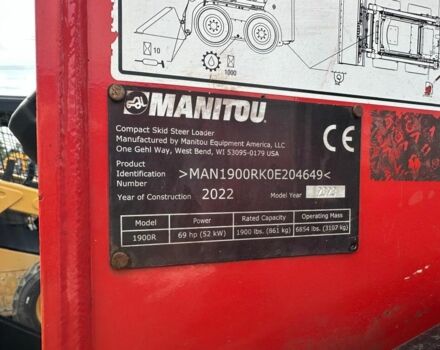 10
1000
MANITOU
CE
Compact Skid Steer Loader
Manufactured by Manitou Equipment America, LLC
One Gehl Way, West Bend, WI 53095-0179 USA
Product
Identification >MAN1900RK0E204649<
Number
Year of Construction 2022 Model Year 2023
Model Power Rated Capacity Operating Mass
1900R 69 hp (52 kW) 1900 lbs. (861 kg) 6854 lbs. (3107 kg)